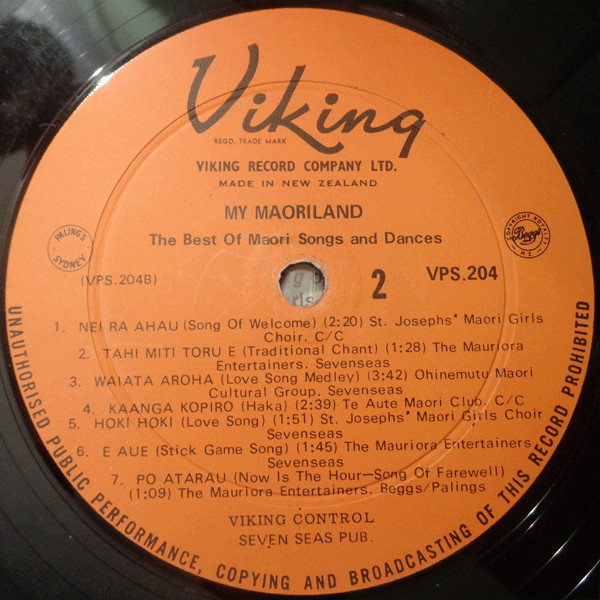 Viking
REGD. TRADE MARK
VIKING RECORD COMPANY LTD.
MADE IN NEW ZEALAND
MY MAORILAND
The Best Of Maori Songs and Dances
PALING'S
SYDNEY
COPYRIGHT ROYALTY
Beggs
N Z
(VPS.204B)
2
VPS.204
1. NEI RA AHAU (Song Of Welcome) (2:20) St. Josephs' Maori Girls
Choir. C/C
2. TAHI MITI TORU E (Traditional Chant) (1:28) The Mauriora
Entertainers. Sevenseas
3. WAIATA AROHA (Love Song Medley) (3:42) Ohinemutu Maori
Cultural Group. Sevenseas
4. KAANGA KOPIRO (Haka) (2:39) Te Aute Maori Club. C/C
5. HOKI HOKI (Love Song) (1:51) St. Josephs' Maori Girls Choir
Sevenseas
6. E AUE (Stick Game Song) (1:45) The Mauriora Entertainers
Sevenseas
7. PO ATARAU (Now Is The Hour—Song Of Farewell)
(1:09) The Mauriora Entertainers. Beggs/Palings
VIKING CONTROL
SEVEN SEAS PUB.
UNAUTHORISED PUBLIC PERFORMANCE, COPYING AND BROADCASTING OF THIS RECORD PROHIBITED